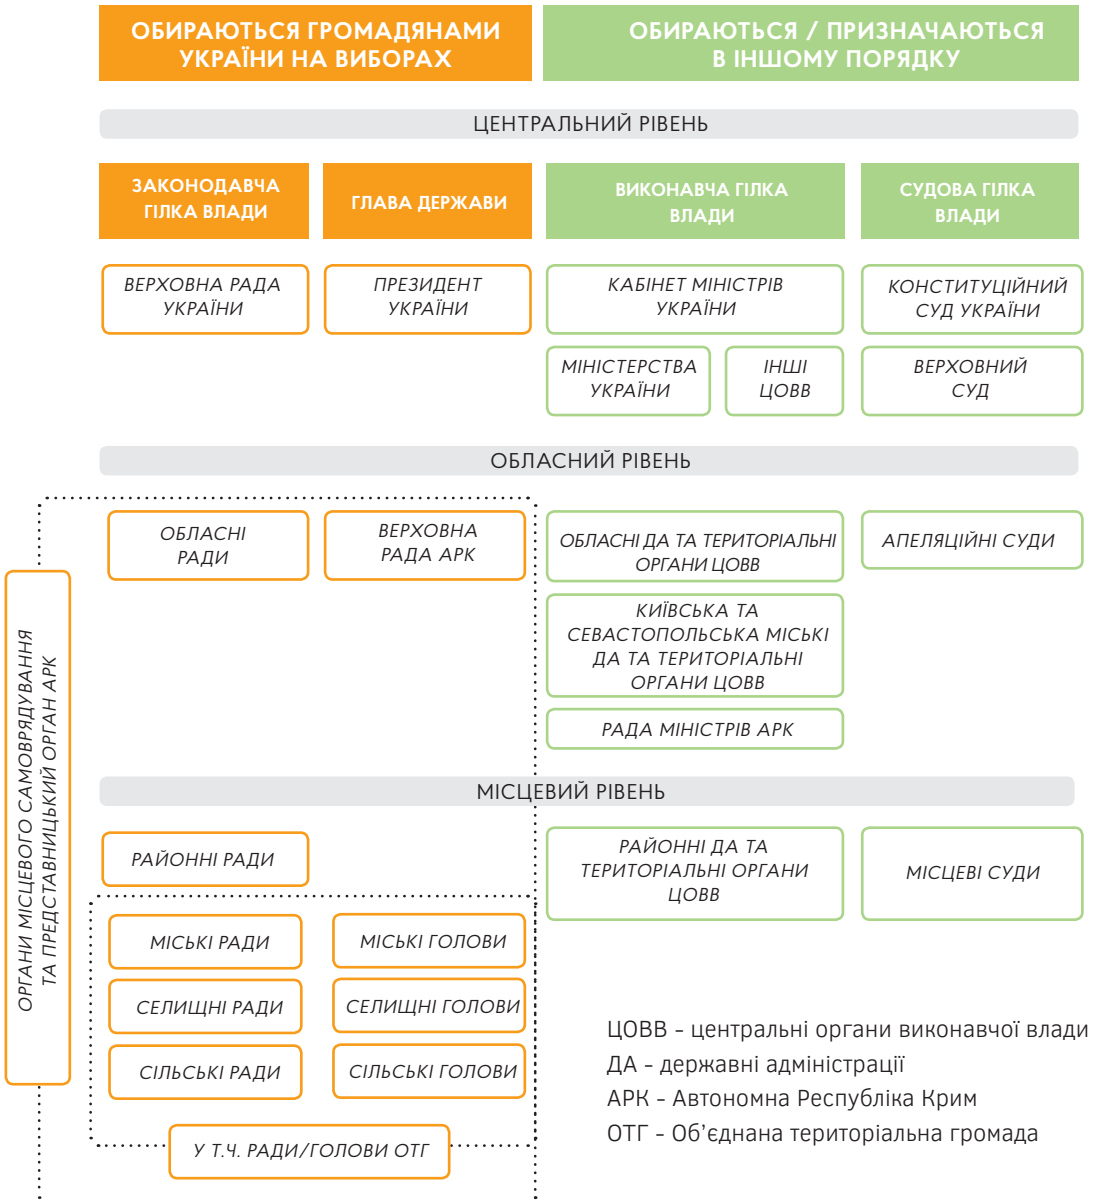 ОБИРАЮТЬСЯ ГРОМАДЯНАМИ
УКРАЇНИ НА ВИБОРАХ
ОБИРАЮТЬСЯ / ПРИЗНАЧАЮТЬСЯ
В ІНШОМУ ПОРЯДКУ
ЦЕНТРАЛЬНИЙ РІВЕНЬ
ЗАКОНОДАВЧА
ГІЛКА ВЛАДИ
ГЛАВА ДЕРЖАВИ
ВИКОНАВЧА ГІЛКА
ВЛАДИ
СУДОВА ГІЛКА
ВЛАДИ
ВЕРХОВНА РАДА
УКРАЇНИ
ПРЕЗИДЕНТ
УКРАЇНИ
КАБІНЕТ МІНІСТРІВ
УКРАЇНИ
КОНСТИТУЦІЙНИЙ
СУД УКРАЇНИ
МІНІСТЕРСТВА
УКРАЇНИ
ІНШІ
ЦОВВ
ВЕРХОВНИЙ
СУД
ОБЛАСНИЙ РІВЕНЬ
ОБЛАСНІ
РАДИ
ВЕРХОВНА
РАДА АРК
ОБЛАСНІ ДА ТА ТЕРИТОРІАЛЬНІ
ОРГАНИ ЦОВВ
АПЕЛЯЦІЙНІ СУДИ
КИЇВСЬКА ТА
СЕВАСТОПОЛЬСЬКА МІСЬКІ
ДА ТА ТЕРИТОРІАЛЬНІ
ОРГАНИ ЦОВВ
РАДА МІНІСТРІВ АРК
ОРГАНИ МІСЦЕВОГО САМОВРЯДУВАННЯ
ТА ПРЕДСТАВНИЦЬКИЙ ОРГАН АРК
МІСЦЕВИЙ РІВЕНЬ
РАЙОННІ РАДИ
РАЙОННІ ДА ТА
ТЕРИТОРІАЛЬНІ ОРГАНИ
ЦОВВ
МІСЦЕВІ СУДИ
МІСЬКІ РАДИ
МІСЬКІ ГОЛОВИ
СЕЛИЩНІ РАДИ
СЕЛИЩНІ ГОЛОВИ
СІЛЬСЬКІ РАДИ
СІЛЬСЬКІ ГОЛОВИ
У Т.Ч. РАДИ/ГОЛОВИ ОТГ
ЦОВВ - центральні органи виконавчої влади
ДА - державні адміністрації
АРК - Автономна Республіка Крим
ОТГ - Об’єднана територіальна громада